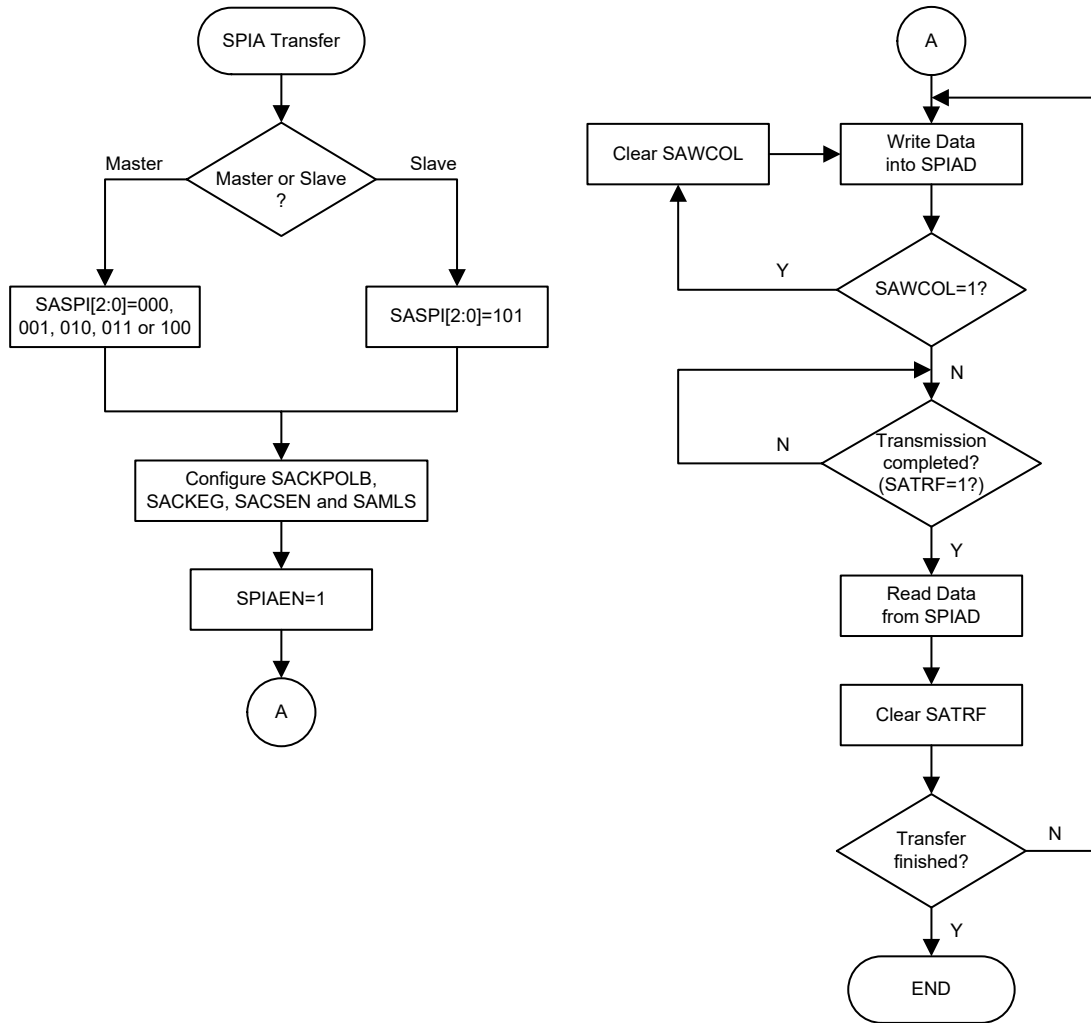 SPIA Transfer
Master
Slave
Master or Slave
?
SASPI[2:0]=000,
001, 010, 011 or 100
SASPI[2:0]=101
Configure SACKPOLB,
SACKEG, SACSEN and SAMLS
SPIAEN=1
A
A
Clear SAWCOL
Write Data
into SPIAD
Y
SAWCOL=1?
N
N
Transmission
completed?
(SATRF=1?)
Y
Read Data
from SPIAD
Clear SATRF
Transfer
finished?
N
Y
END